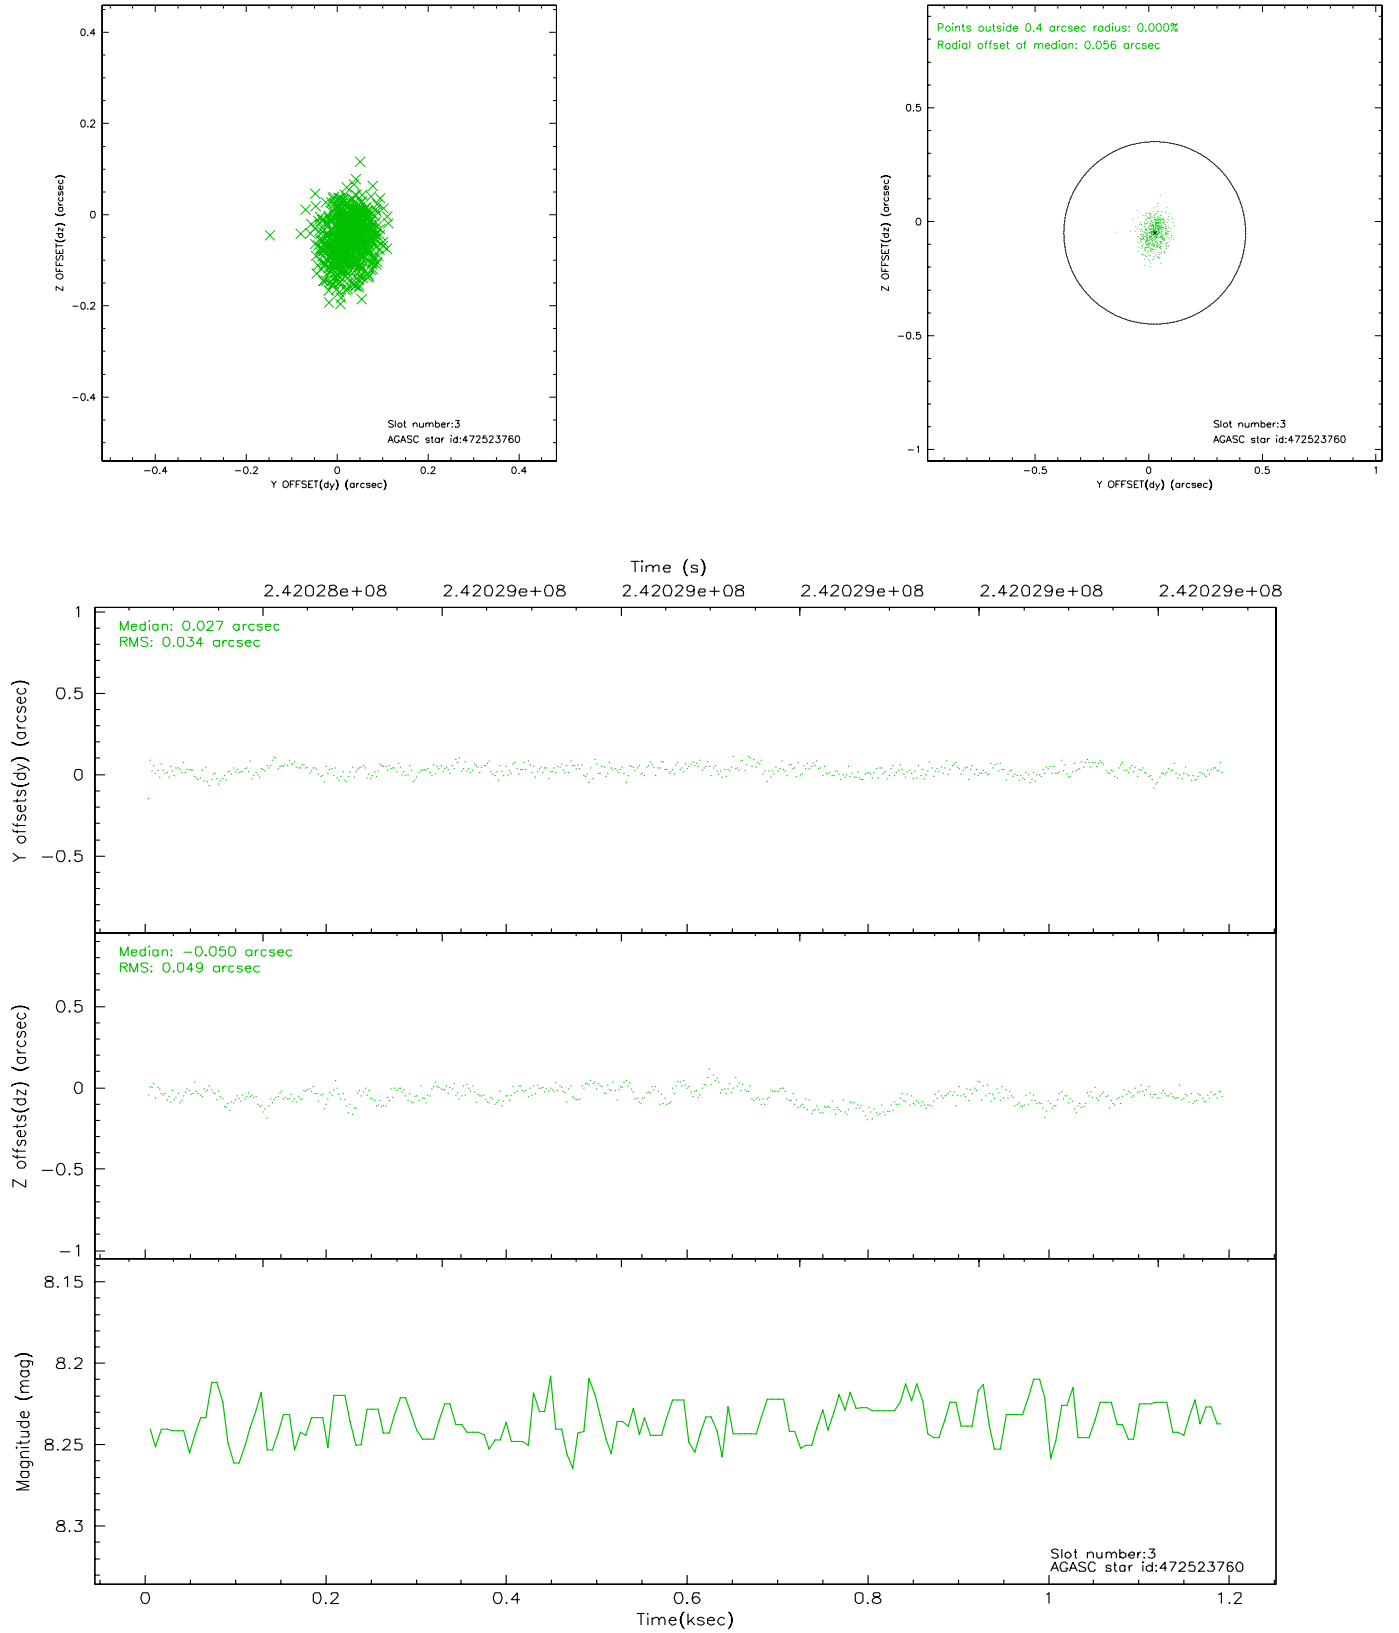 0.4
0.2
0
−0.2
−0.4
Z OFFSET(dz) (arcsec)
Slot number:3
AGASC star id:472523760
−0.4 −0.2 0 0.2 0.4
Y OFFSET(dy) (arcsec)
Points outside 0.4 arcsec radius: 0.000%
Radial offset of median: 0.056 arcsec
0.5
0
−0.5
−1
Z OFFSET(dz) (arcsec)
Slot number:3
AGASC star id:472523760
−0.5 0 0.5 1
Y OFFSET(dy) (arcsec)
Time (s)
2.42028e+08 2.42029e+08 2.42029e+08 2.42029e+08 2.42029e+08 2.42029e+08
Median: 0.027 arcsec
RMS: 0.034 arcsec
1
0.5
0
−0.5
Y offsets(dy) (arcsec)
Median: −0.050 arcsec
RMS: 0.049 arcsec
0.5
0
−0.5
−1
Z offsets(dz) (arcsec)
8.15
8.2
8.25
8.3
Magnitude (mag)
Slot number:3
AGASC star id:472523760
0 0.2 0.4 0.6 0.8 1 1.2
Time(ksec)